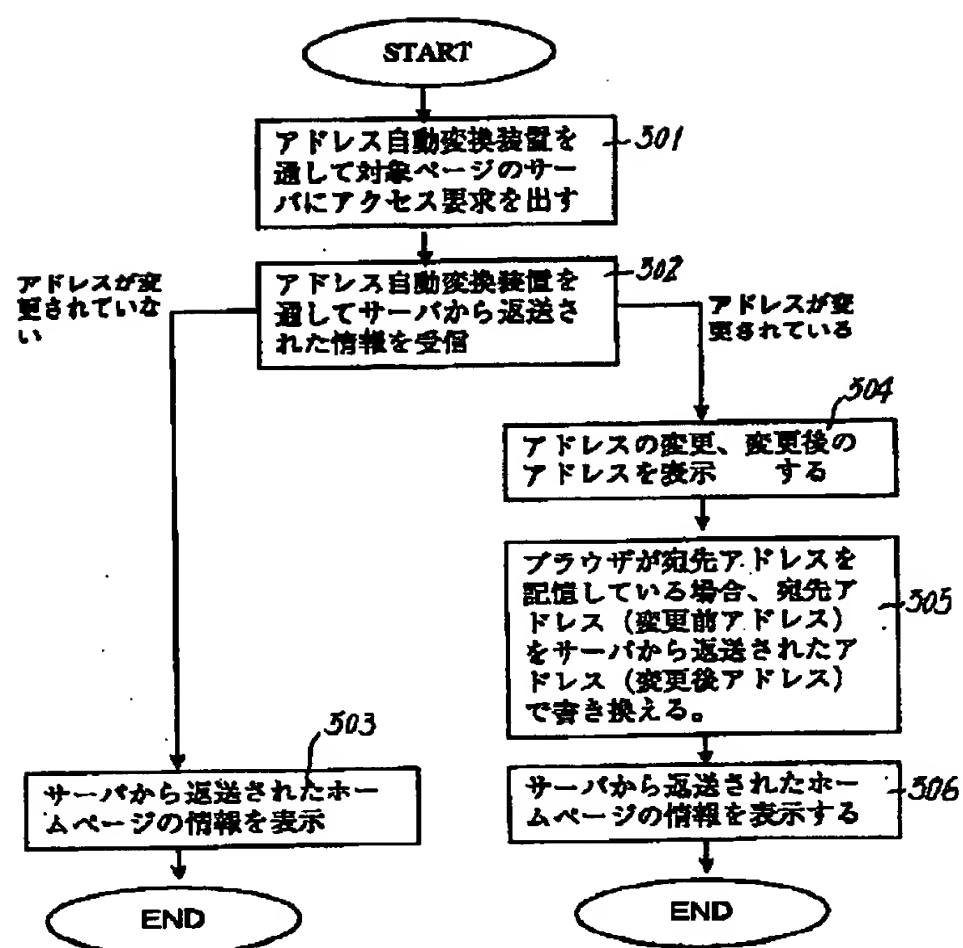 START
アドレス自動変換装置を
通して対象ページのサー
バにアクセス要求を出す
301
アドレス自動変換装置を
通してサーバから返送さ
れた情報を受信
302
アドレスが変
更されていな
い
アドレスが変
更されている
304
アドレスの変更、変更後の
アドレスを表示 する
ブラウザが宛先アドレスを
記憶している場合、宛先ア
ドレス（変更前アドレス）
をサーバから返送されたア
ドレス（変更後アドレス）
で書き換える。
305
303
サーバから返送されたホー
ムページの情報を表示
サーバから返送されたホー
ムページの情報を表示する
306
END
END